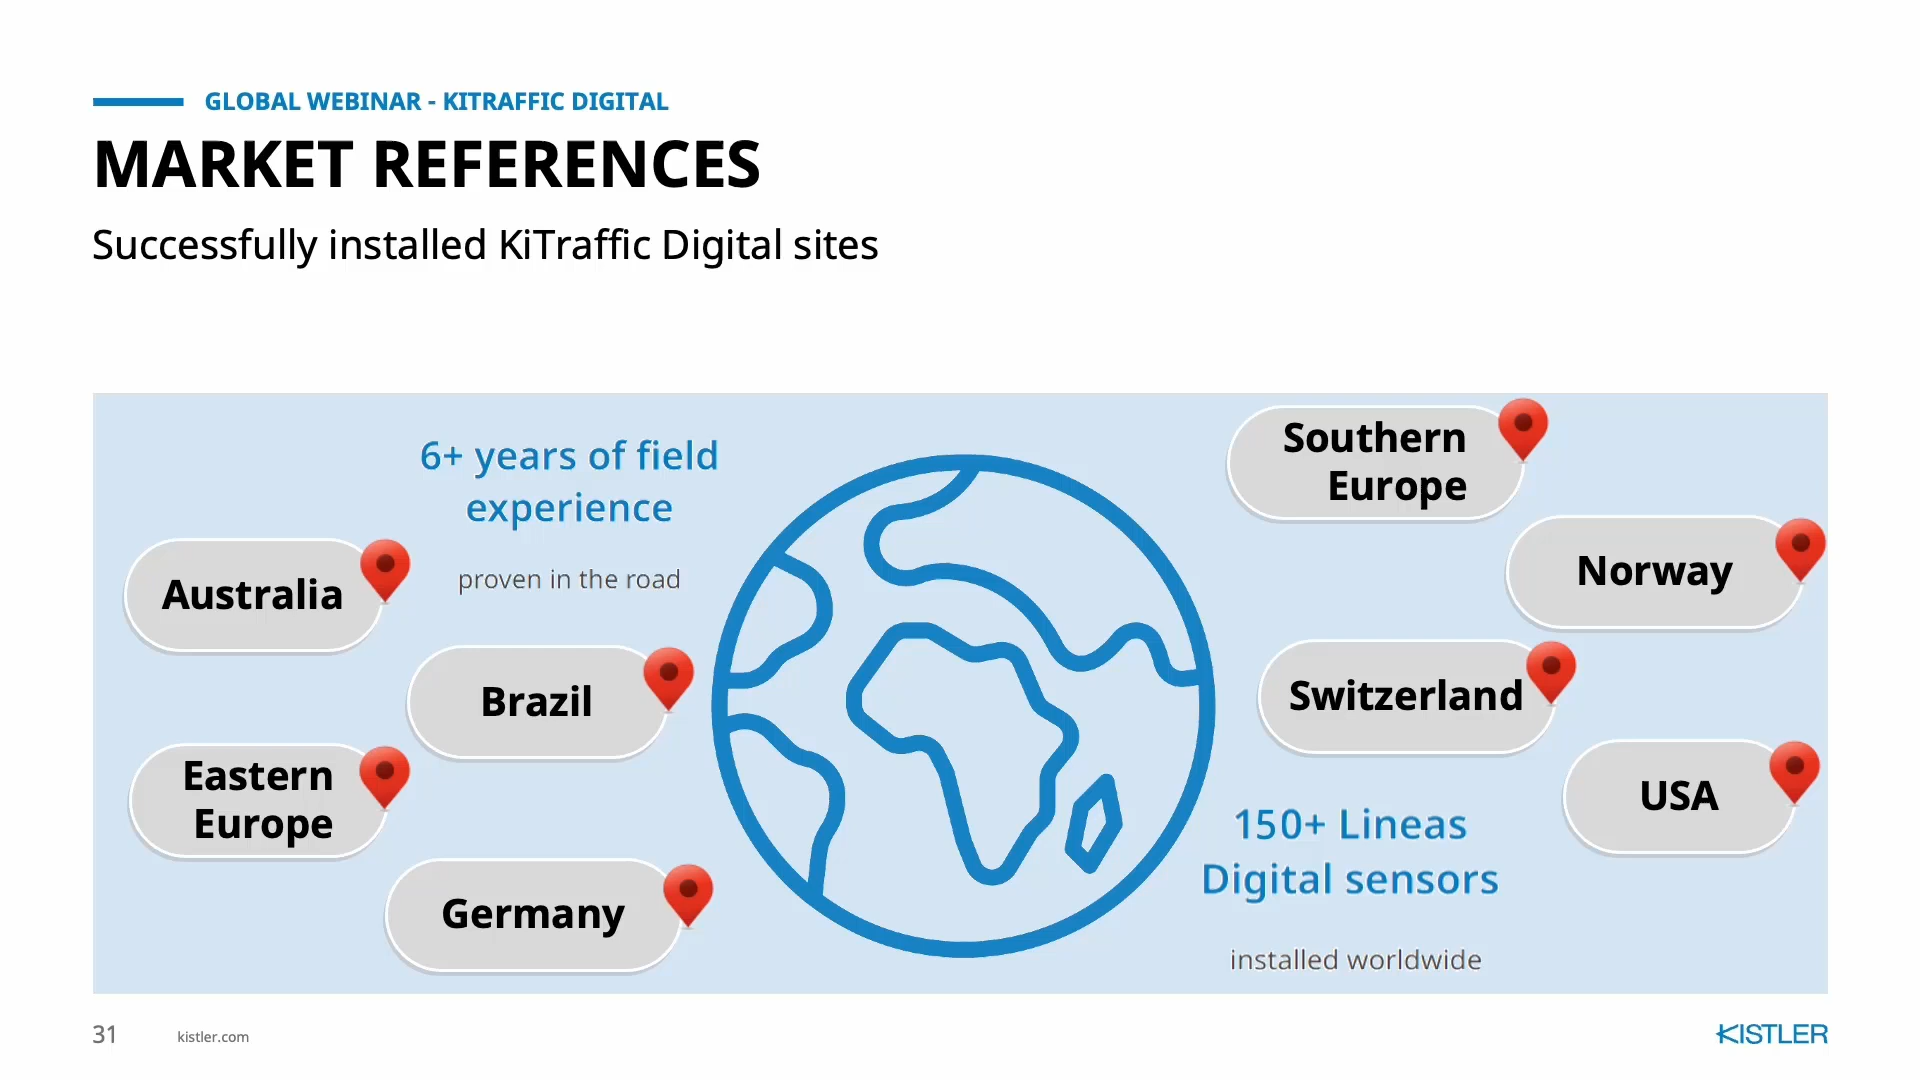 GLOBAL WEBINAR - KITRAFFIC DIGITAL
MARKET REFERENCES
Successfully installed KiTraffic Digital sites
6+ years of field
experience
proven in the road
Australia
Brazil
Eastern
Europe
Germany
Southern
Europe
Norway
Switzerland
USA
150+ Lineas
Digital sensors
installed worldwide
31
kistler.com
KISTLER